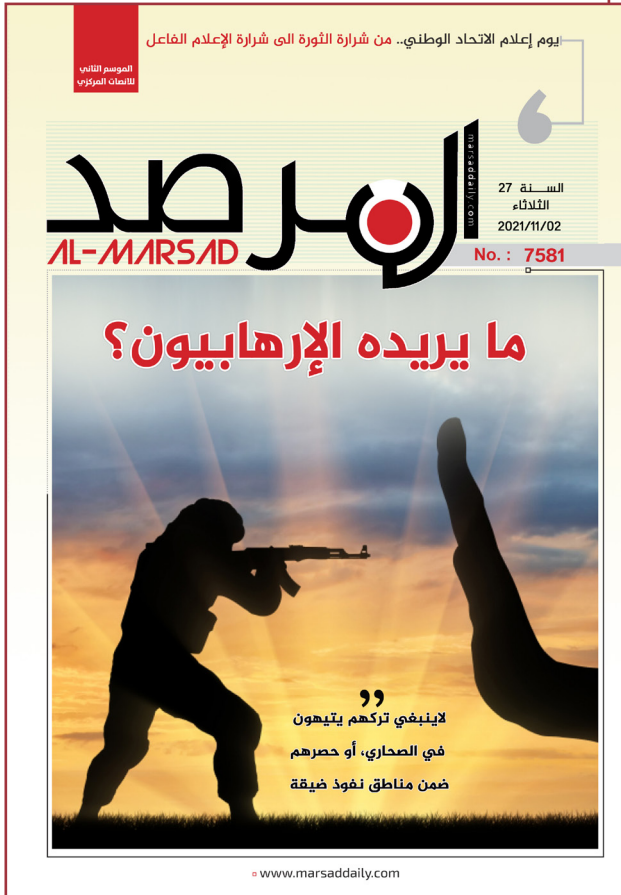 يوم إعلام الاتحاد الوطني.. من شرارة الثورة الى شرارة الإعلام الفاعل
الموسم الثاني
للانصات المركزي
المرصد
marsaddaily.com
AL-MARSAD
السـنة 27
الثلاثاء
2021/11/02
No. : 7581
ما يريده الإرهابيون؟
لاينبغي تركهم يتيهون
في الصحاري، أو حصرهم
ضمن مناطق نفوذ ضيقة
www.marsaddaily.com